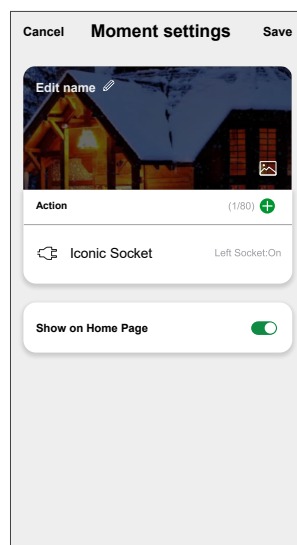 Cancel Moment settings Save
Edit name
Action (1/80)
Iconic Socket Left Socket:On
Show on Home Page